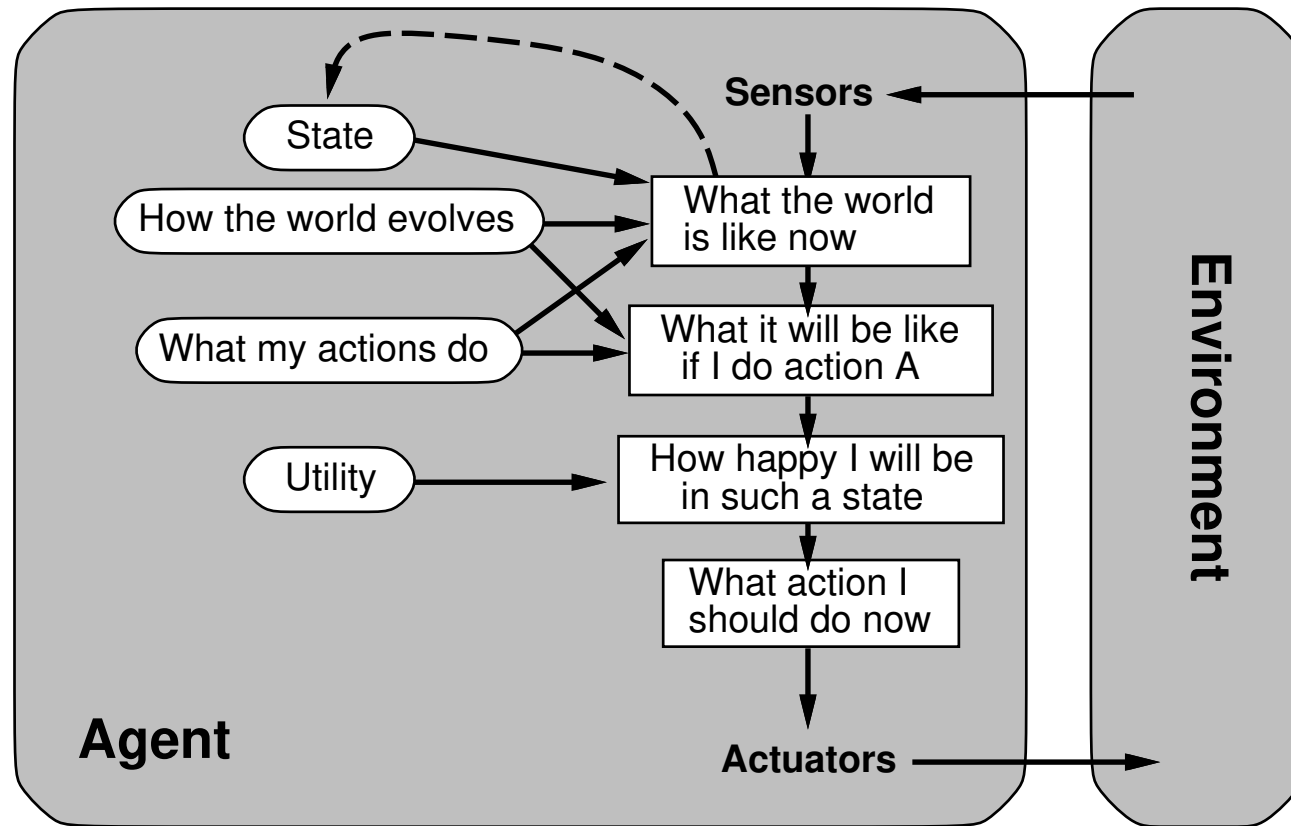 Sensors
State
What the world
is like now
How the world evolves
What it will be like
if I do action A
What my actions do
How happy I will be
in such a state
Utility
What action I
should do now
Agent
Actuators
Environment